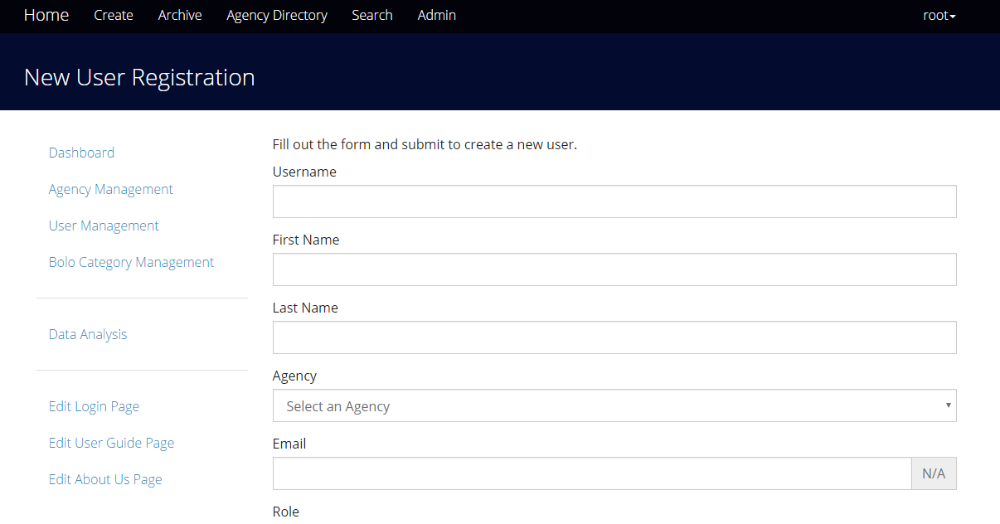 Home Create Archive Agency Directory Search Admin root
New User Registration
Dashboard
Agency Management
User Management
Bolo Category Management
Data Analysis
Edit Login Page
Edit User Guide Page
Edit About Us Page
Fill out the form and submit to create a new user.
Username
First Name
Last Name
Agency
Select an Agency
Email
N/A
Role